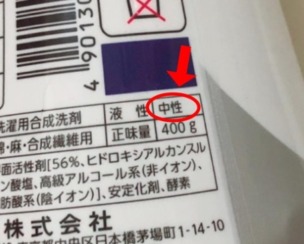 4 90130
洗濯用合成洗剤 液 性 中性
綿・麻・合成繊維用 正味量 400g
面活性剤[56%、ヒドロキシアルカンスル
ン酸塩、高級アルコール系(非イオン)、
肪酸系(陰イオン)]、安定化剤、酵素
株式会社
東京都中央区日本橋茅場町1-14-10